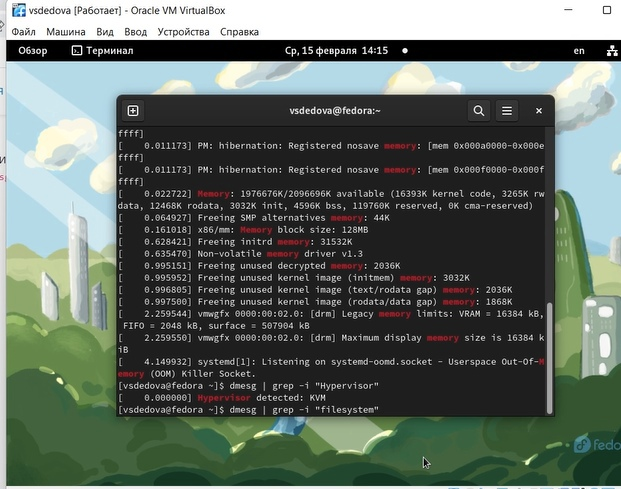 vsdedova [Работает] - Oracle VM VirtualBox
Файл Машина Вид Ввод Устройства Справка
Обзор Терминал Ср, 15 февраля 14:15 en
vsdedova@fedora:~
ffff]
[    0.011173] PM: hibernation: Registered nosave memory: [mem 0x000a0000-0x000e
ffff]
[    0.011173] PM: hibernation: Registered nosave memory: [mem 0x000f0000-0x000f
ffff]
[    0.022722] Memory: 1976676K/2096696K available (16393K kernel code, 3265K rw
data, 12468K rodata, 3032K init, 4596K bss, 119760K reserved, 0K cma-reserved)
[    0.064927] Freeing SMP alternatives memory: 44K
[    0.161018] x86/mm: Memory block size: 128MB
[    0.628421] Freeing initrd memory: 31532K
[    0.635470] Non-volatile memory driver v1.3
[    0.995151] Freeing unused decrypted memory: 2036K
[    0.995952] Freeing unused kernel image (initmem) memory: 3032K
[    0.996805] Freeing unused kernel image (text/rodata gap) memory: 2036K
[    0.997500] Freeing unused kernel image (rodata/data gap) memory: 1868K
[    2.259544] vmwgfx 0000:00:02.0: [drm] Legacy memory limits: VRAM = 16384 kB,
FIFO = 2048 kB, surface = 507904 kB
[    2.259550] vmwgfx 0000:00:02.0: [drm] Maximum display memory size is 16384 k
iB
[    4.149932] systemd[1]: Listening on systemd-oomd.socket - Userspace Out-Of-M
emory (OOM) Killer Socket.
[vsdedova@fedora ~]$ dmesg | grep -i "Hypervisor"
[    0.000000] Hypervisor detected: KVM
[vsdedova@fedora ~]$ dmesg | grep -i "filesystem"
fedo